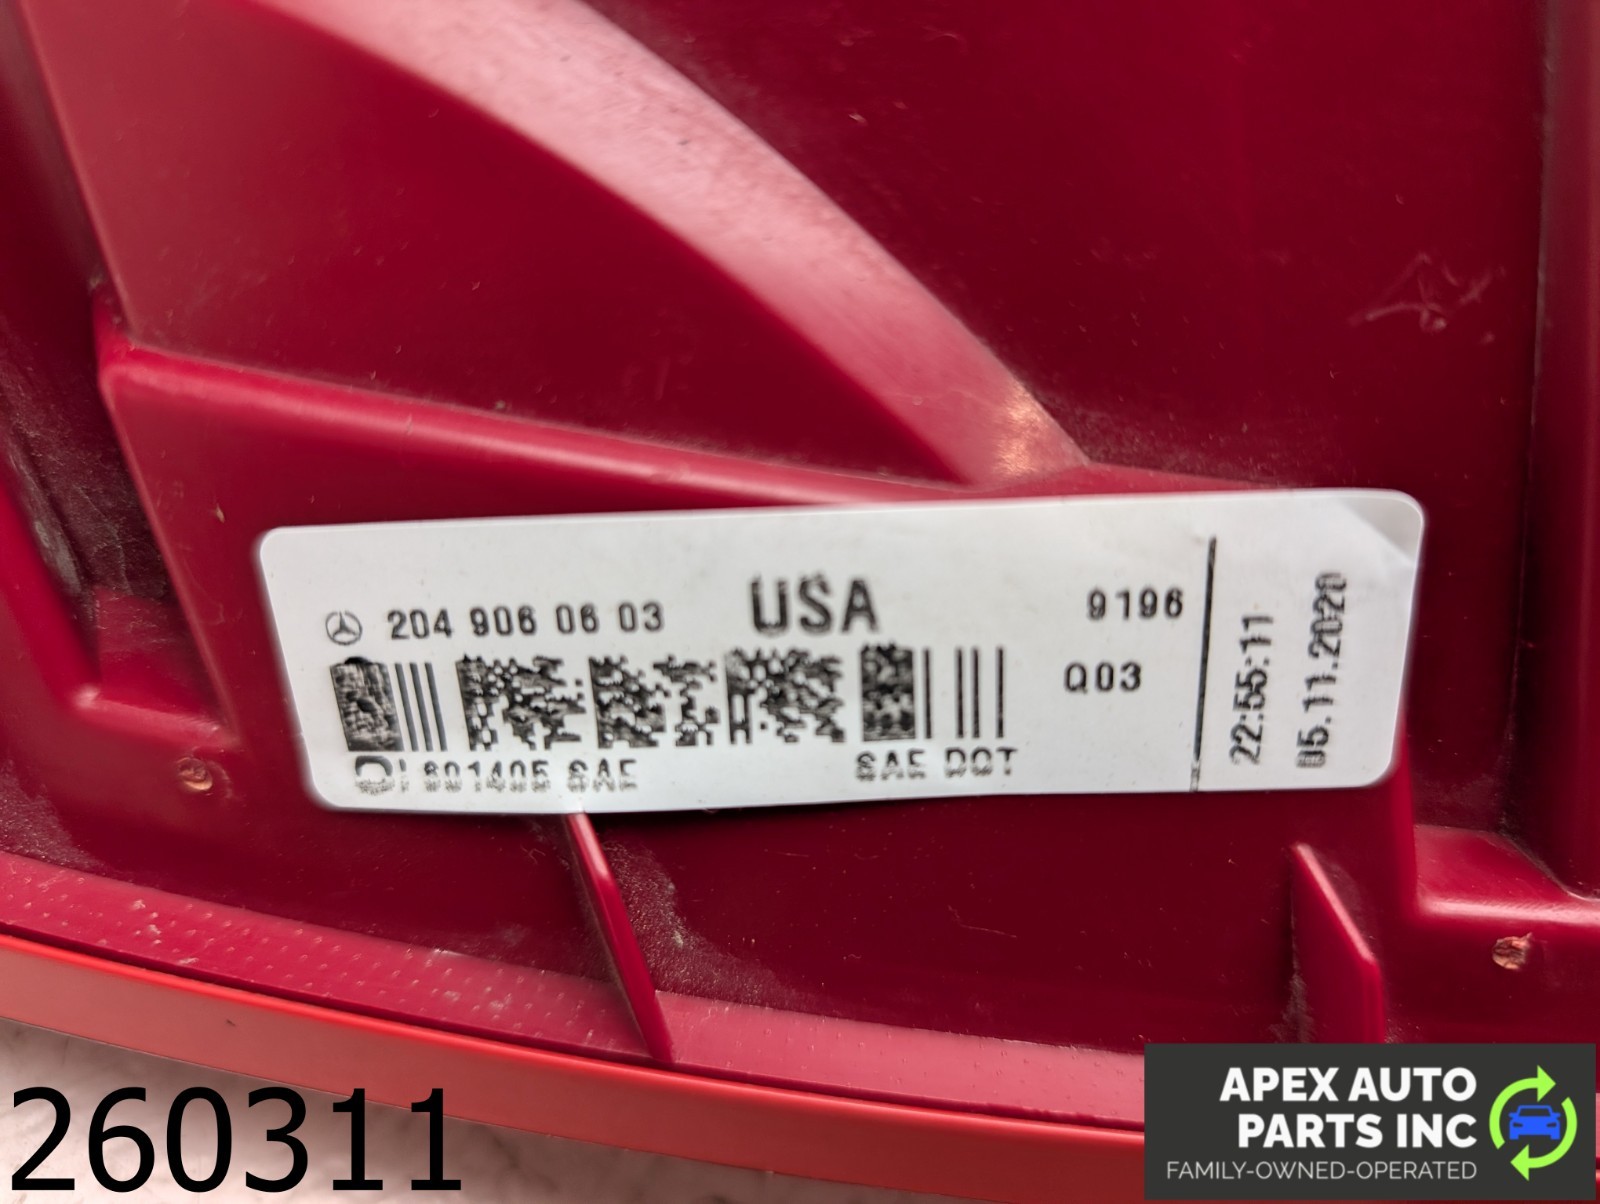 204 906 06 03 USA 9196
Q03
SAE DOT
22:55:11
05.11.2020
260311
APEX AUTO
PARTS INC
FAMILY-OWNED-OPERATED